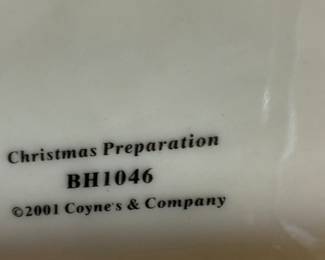 Christmas Preparation
BH1046
©2001 Coyne's & Company